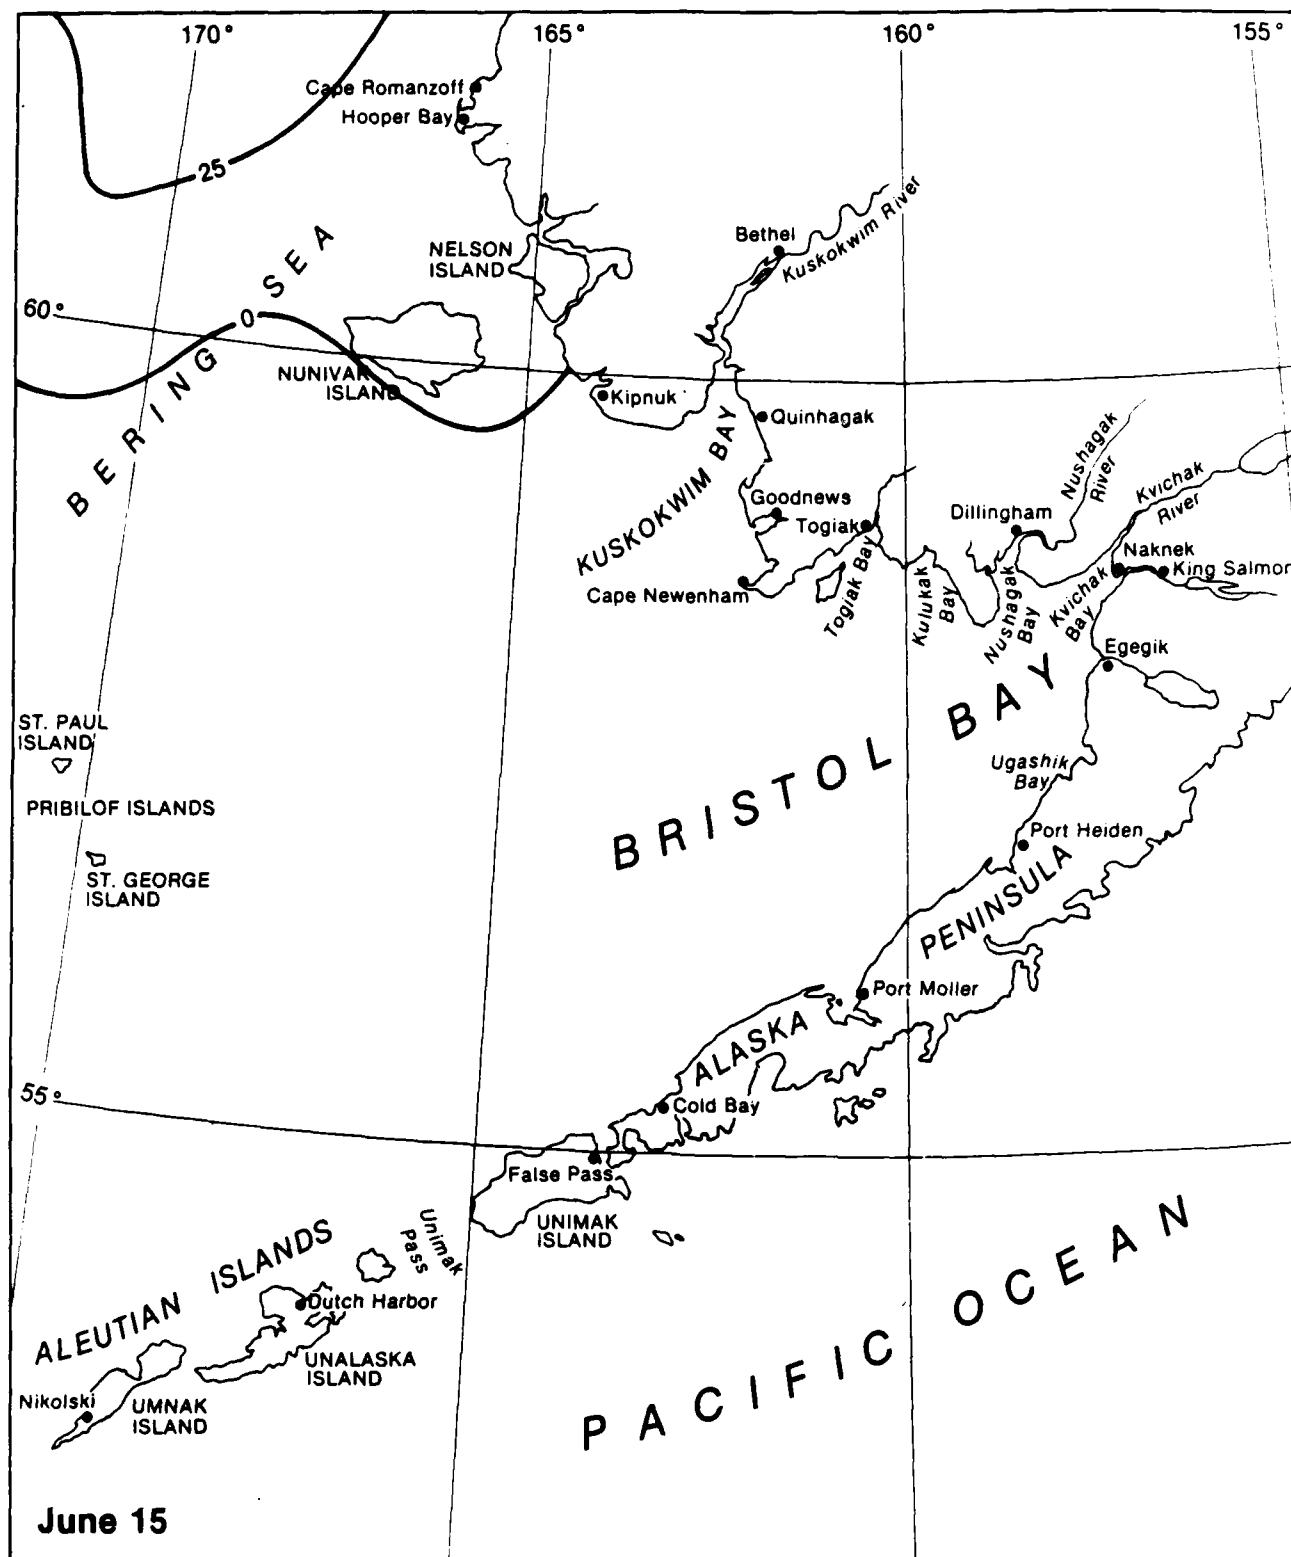 170°
165°
160°
155°
Cape Romanzoff
Hooper Bay
25
Bethel
Kuskokwim River
NELSON
ISLAND
BERING SEA
60°
0
NUNIVAK
ISLAND
Kipnuk
Quinhagak
KUSKOKWIM BAY
Nushagak
River
Kvichak
River
Goodnews
Togiak
Dillingham
Naknek
King Salmon
Cape Newenham
Togiak Bay
Kulukak
Bay
Nushagak
Bay
Kvichak
Bay
Egegik
BRISTOL BAY
ST. PAUL
ISLAND
Ugashik
Bay
PRIBILOF ISLANDS
Port Heiden
ST. GEORGE
ISLAND
ALASKA PENINSULA
Port Moller
55°
Cold Bay
False Pass
UNIMAK
ISLAND
Unimak
Pass
ALEUTIAN ISLANDS
Dutch Harbor
UNALASKA
ISLAND
Nikolski
UMNAK
ISLAND
PACIFIC OCEAN
June 15